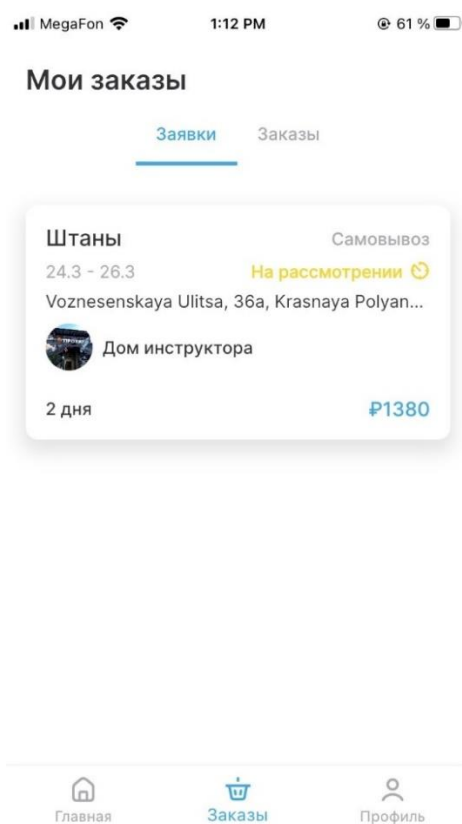 MegaFon 1:12 PM 61 %
Мои заказы
Заявки Заказы
Штаны Самовывоз
24.3 - 26.3 На рассмотрении
Voznesenskaya Ulitsa, 36a, Krasnaya Polyan...
Дом инструктора
2 дня ₽1380
Главная Заказы Профиль